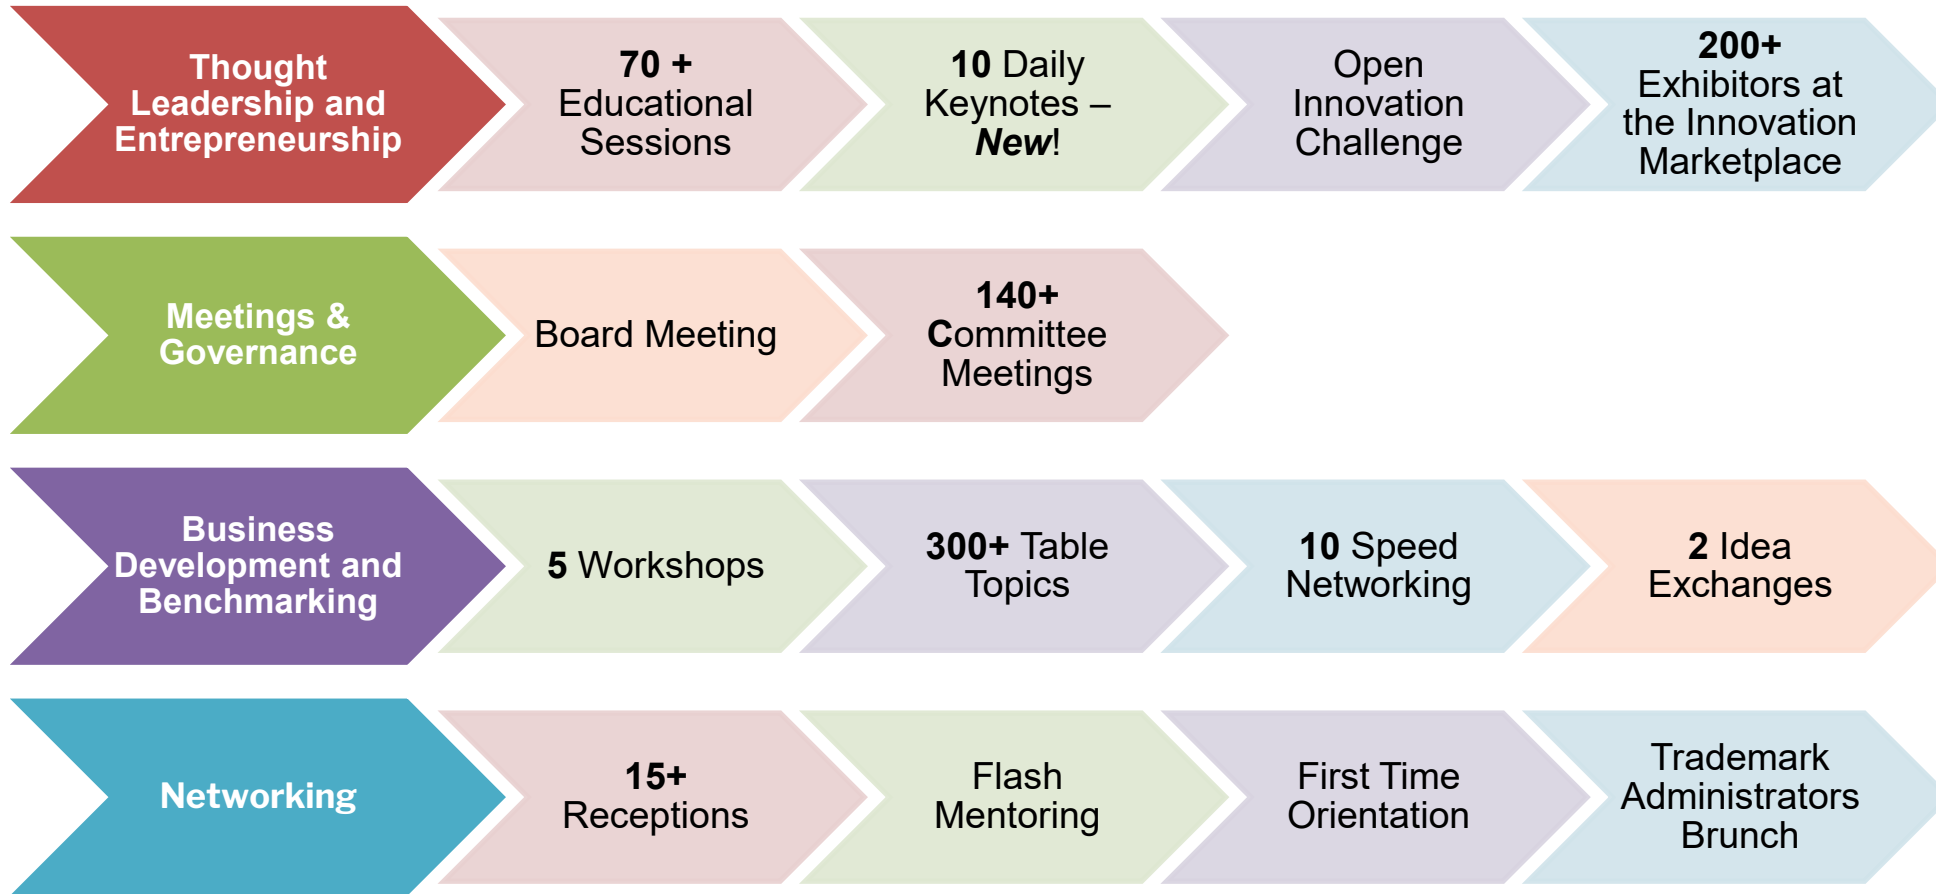 Thought
Leadership and
Entrepreneurship
70 +
Educational
Sessions
10 Daily
Keynotes –
New!
Open
Innovation
Challenge
200+
Exhibitors at
the Innovation
Marketplace
Meetings &
Governance
Board Meeting
140+
Committee
Meetings
Business
Development and
Benchmarking
5 Workshops
300+ Table
Topics
10 Speed
Networking
2 Idea
Exchanges
Networking
15+
Receptions
Flash
Mentoring
First Time
Orientation
Trademark
Administrators
Brunch